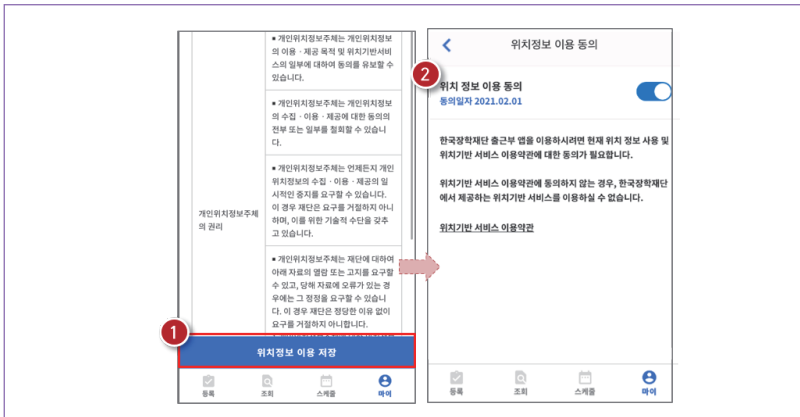 ■ 개인위치정보주체는 개인위치정보
의 이용ㆍ제공 목적 및 위치기반서비
스의 일부에 대하여 동의를 유보할 수
있습니다.
■ 개인위치정보주체는 개인위치정보
의 수집ㆍ이용ㆍ제공에 대한 동의의
전부 또는 일부를 철회할 수 있습니
다.
개인위치정보주체
의 권리
■ 개인위치정보주체는 언제든지 개인
위치정보의 수집ㆍ이용ㆍ제공의 일
시적인 중지를 요구할 수 있습니다.
이 경우 재단은 요구를 거절하지 아니
하며, 이를 위한 기술적 수단을 갖추
고 있습니다.
■ 개인위치정보주체는 재단에 대하여
아래 자료의 열람 또는 고지를 요구할
수 있고, 당해 자료에 오류가 있는 경
우에는 그 정정을 요구할 수 있습니
다. 이 경우 재단은 정당한 이유 없이
요구를 거절하지 아니합니다.
1
위치정보 이용 저장
등록
조회
스케줄
마이
위치정보 이용 동의
2
위치 정보 이용 동의
동의일자 2021.02.01
한국장학재단 출근부 앱을 이용하시려면 현재 위치 정보 사용 및
위치기반 서비스 이용약관에 대한 동의가 필요합니다.
위치기반 서비스 이용약관에 동의하지 않는 경우, 한국장학재단
에서 제공하는 위치기반 서비스를 이용하실 수 없습니다.
위치기반 서비스 이용약관
등록
조회
스케줄
마이